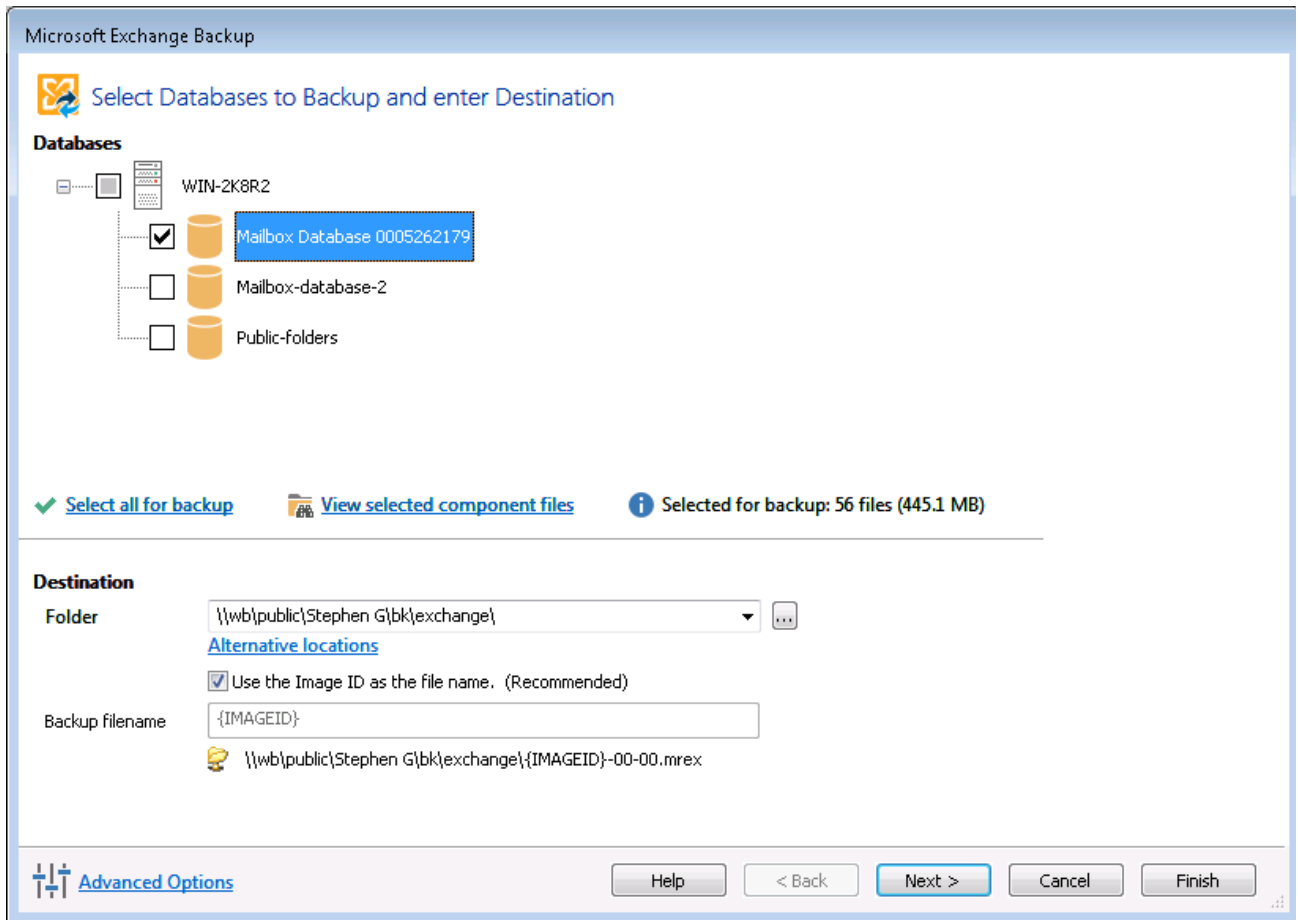 Microsoft Exchange Backup
Select Databases to Backup and enter Destination
Databases
WIN-2K8R2
Mailbox Database 0005262179
Mailbox-database-2
Public-folders
Select all for backup View selected component files Selected for backup: 56 files (445.1 MB)
Destination
Folder \\wb\public\Stephen G\bk\exchange\ ...
Alternative locations
Use the Image ID as the file name. (Recommended)
Backup filename {IMAGEID}
\\wb\public\Stephen G\bk\exchange\{IMAGEID}-00-00.mrex
Advanced Options Help < Back Next > Cancel Finish